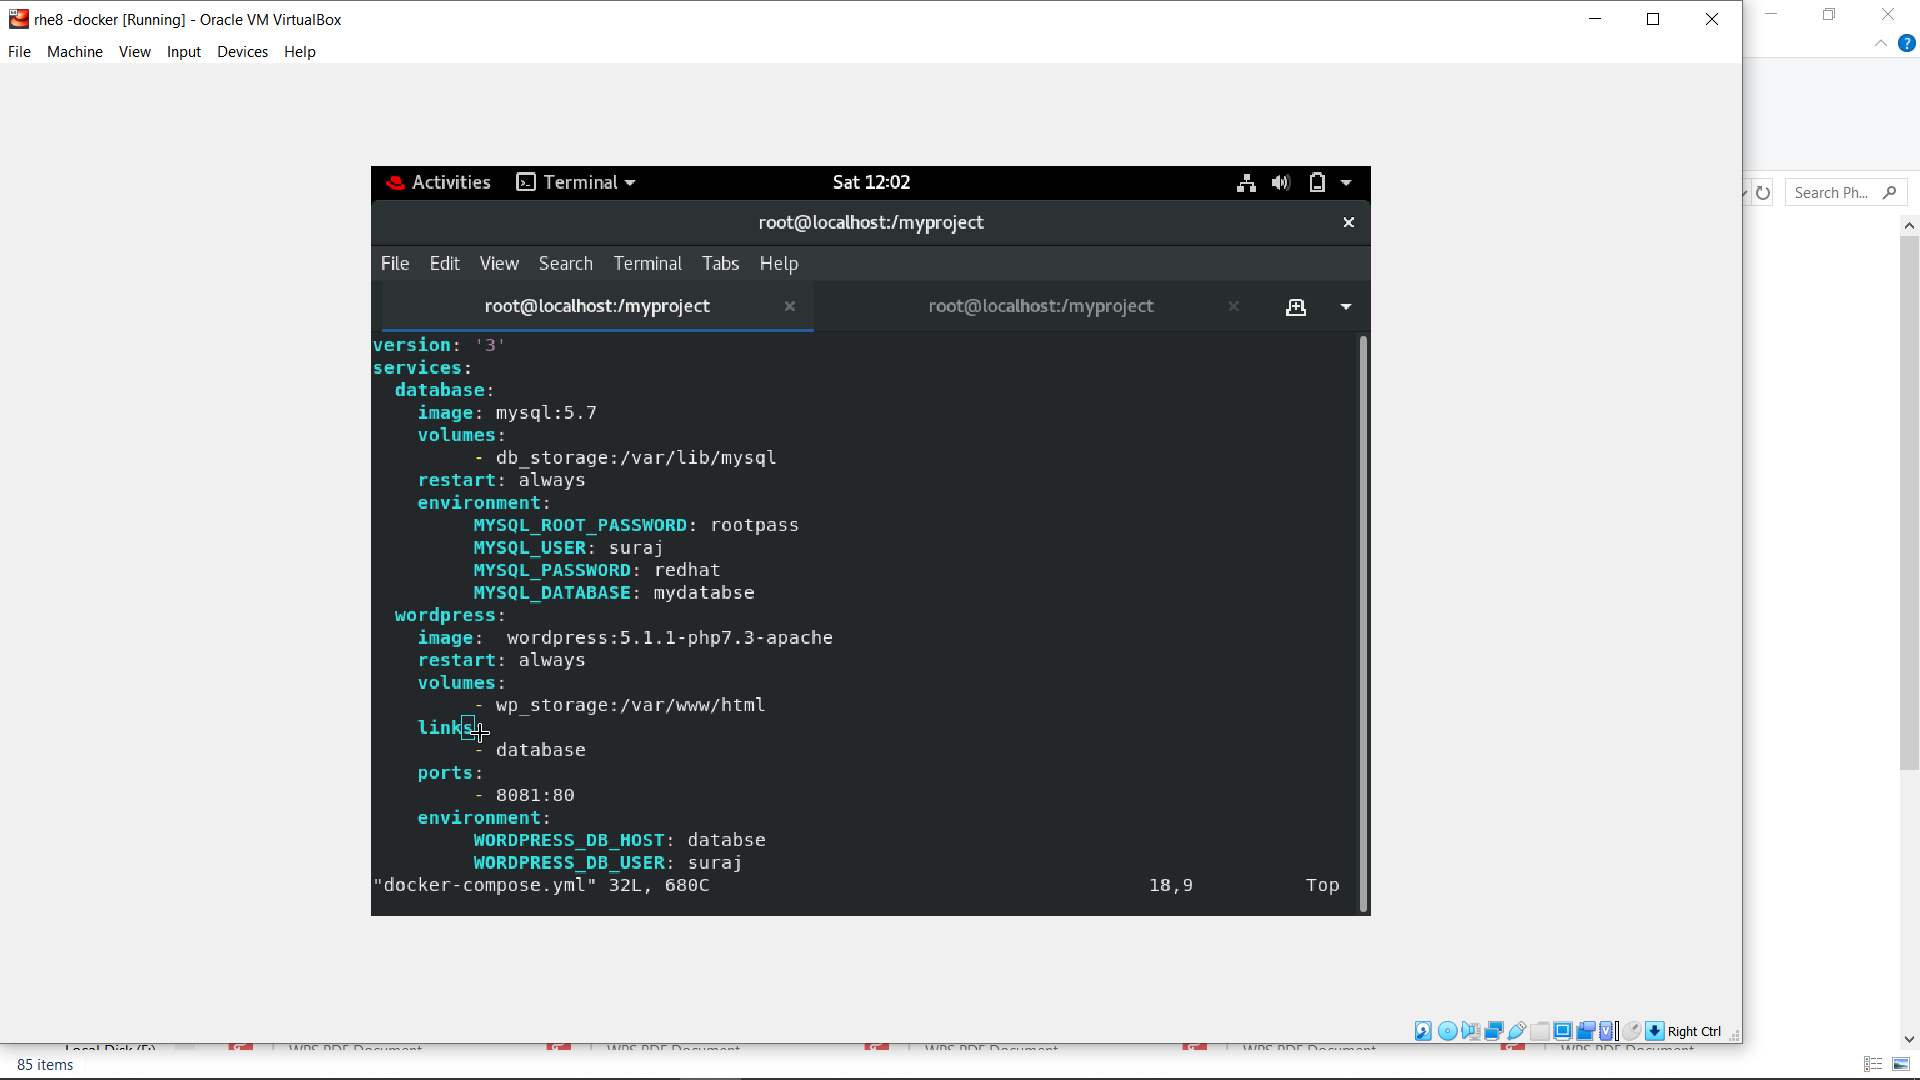 rhe8 -docker [Running] - Oracle VM VirtualBox
File Machine View Input Devices Help
Activities Terminal Sat 12:02
root@localhost:/myproject
File Edit View Search Terminal Tabs Help
root@localhost:/myproject root@localhost:/myproject
Search Ph...
version: '3'
services:
database:
image: mysql:5.7
volumes:
- db_storage:/var/lib/mysql
restart: always
environment:
MYSQL_ROOT_PASSWORD: rootpass
MYSQL_USER: suraj
MYSQL_PASSWORD: redhat
MYSQL_DATABASE: mydatabse
wordpress:
image: wordpress:5.1.1-php7.3-apache
restart: always
volumes:
- wp_storage:/var/www/html
links
- database
ports:
- 8081:80
environment:
WORDPRESS_DB_HOST: databse
WORDPRESS_DB_USER: suraj
"docker-compose.yml" 32L, 680C 18,9 Top
Right Ctrl
85 items